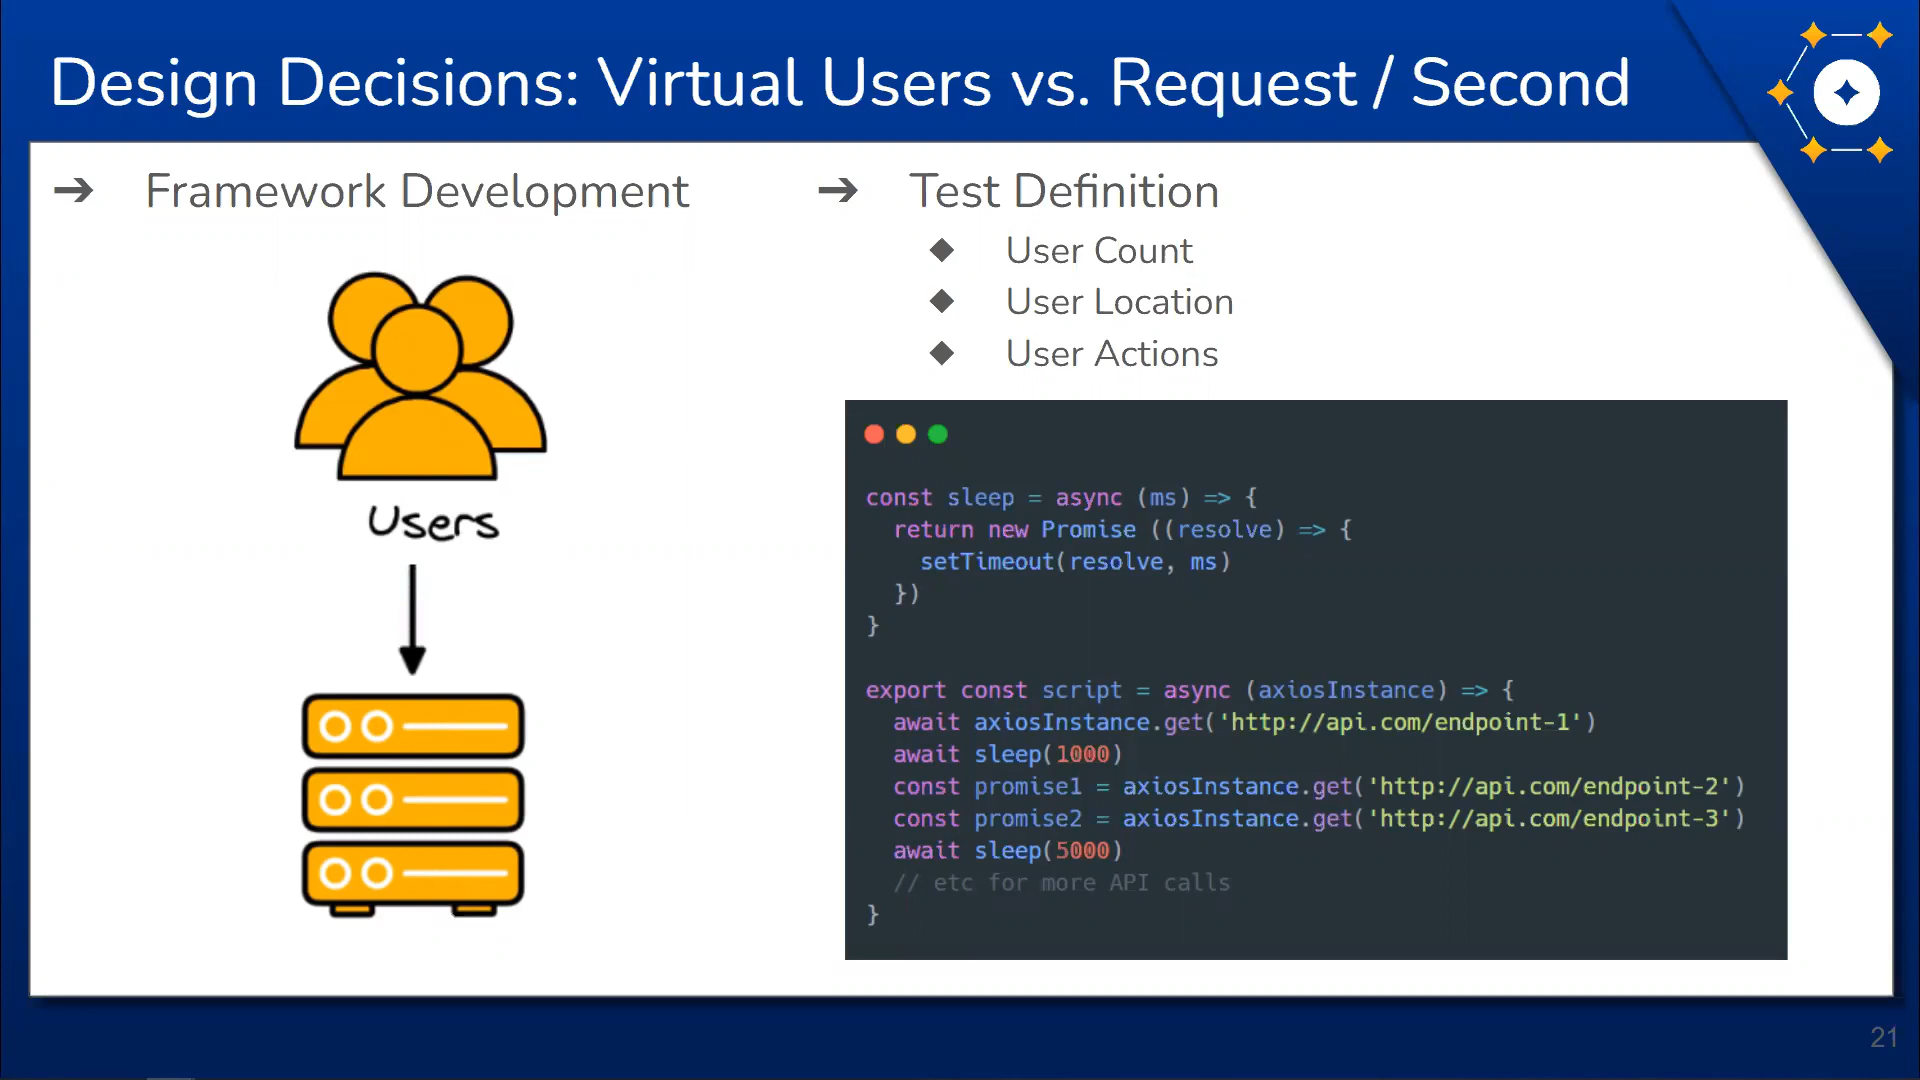 Design Decisions: Virtual Users vs. Request / Second
➔ Framework Development
Users
➔ Test Definition
◆ User Count
◆ User Location
◆ User Actions
const sleep = async (ms) => {
  return new Promise ((resolve) => {
    setTimeout(resolve, ms)
  })
}
export const script = async (axiosInstance) => {
  await axiosInstance.get('http://api.com/endpoint-1')
  await sleep(1000)
  const promise1 = axiosInstance.get('http://api.com/endpoint-2')
  const promise2 = axiosInstance.get('http://api.com/endpoint-3')
  await sleep(5000)
  // etc for more API calls
}
21